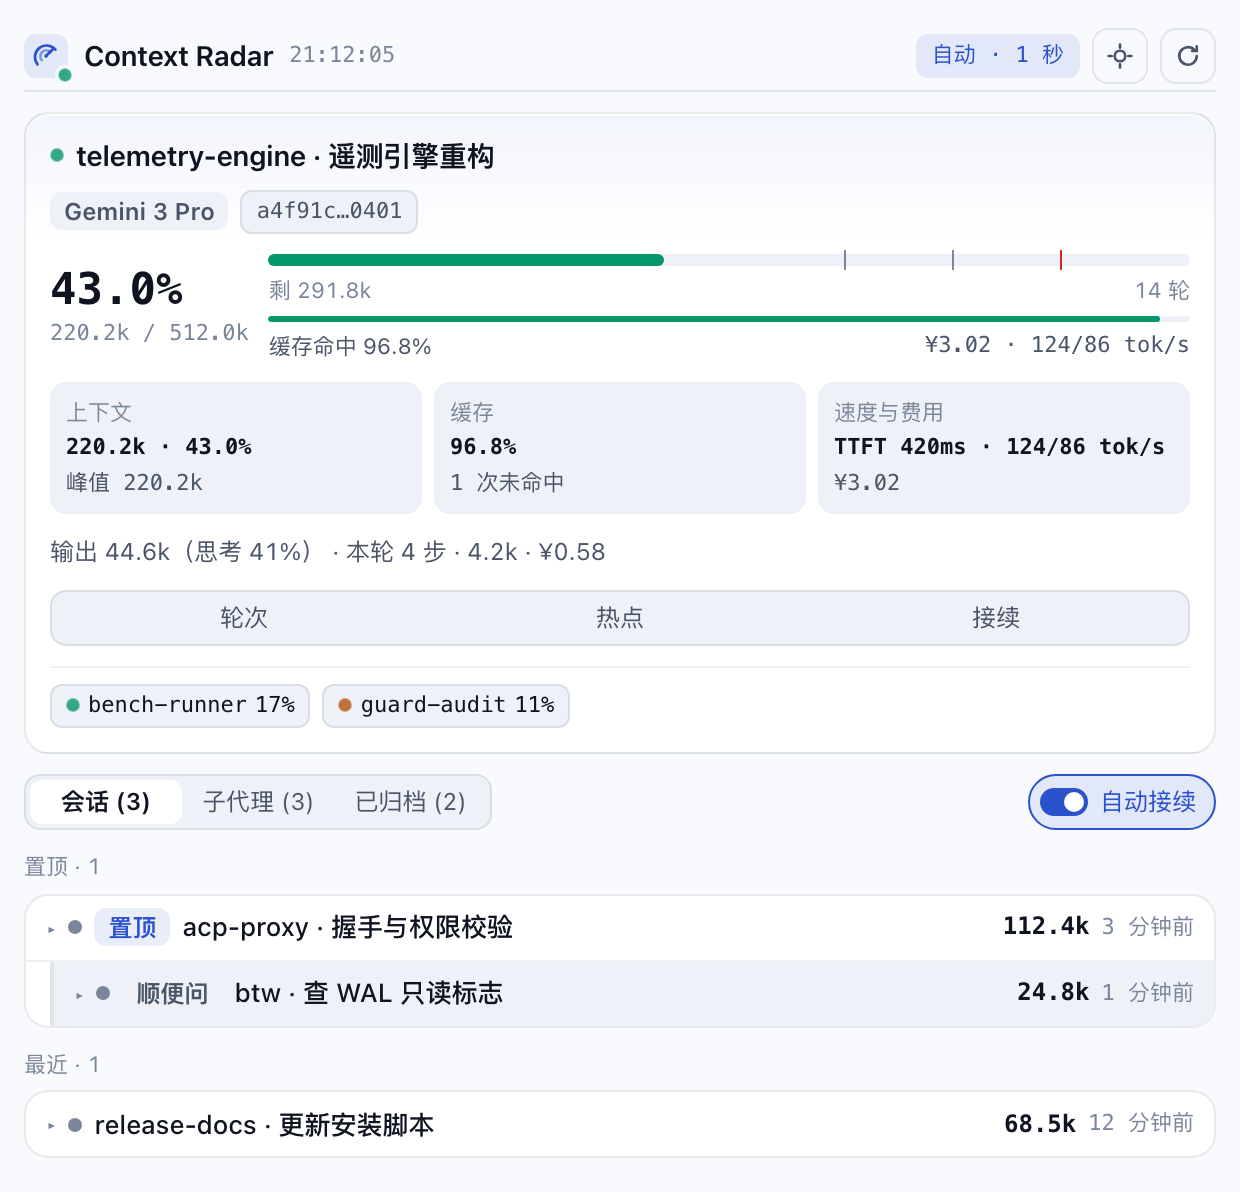 Context Radar 21:12:05 自动 · 1 秒
telemetry-engine · 遥测引擎重构
Gemini 3 Pro a4f91c…0401
43.0%
220.2k / 512.0k
剩 291.8k 14 轮
缓存命中 96.8% ¥3.02 · 124/86 tok/s
上下文
220.2k · 43.0%
峰值 220.2k
缓存
96.8%
1 次未命中
速度与费用
TTFT 420ms · 124/86 tok/s
¥3.02
输出 44.6k（思考 41%） · 本轮 4 步 · 4.2k · ¥0.58
轮次 热点 接续
bench-runner 17% guard-audit 11%
会话 (3) 子代理 (3) 已归档 (2) 自动接续
置顶 · 1
置顶 acp-proxy · 握手与权限校验 112.4k 3 分钟前
顺便问 btw · 查 WAL 只读标志 24.8k 1 分钟前
最近 · 1
release-docs · 更新安装脚本 68.5k 12 分钟前